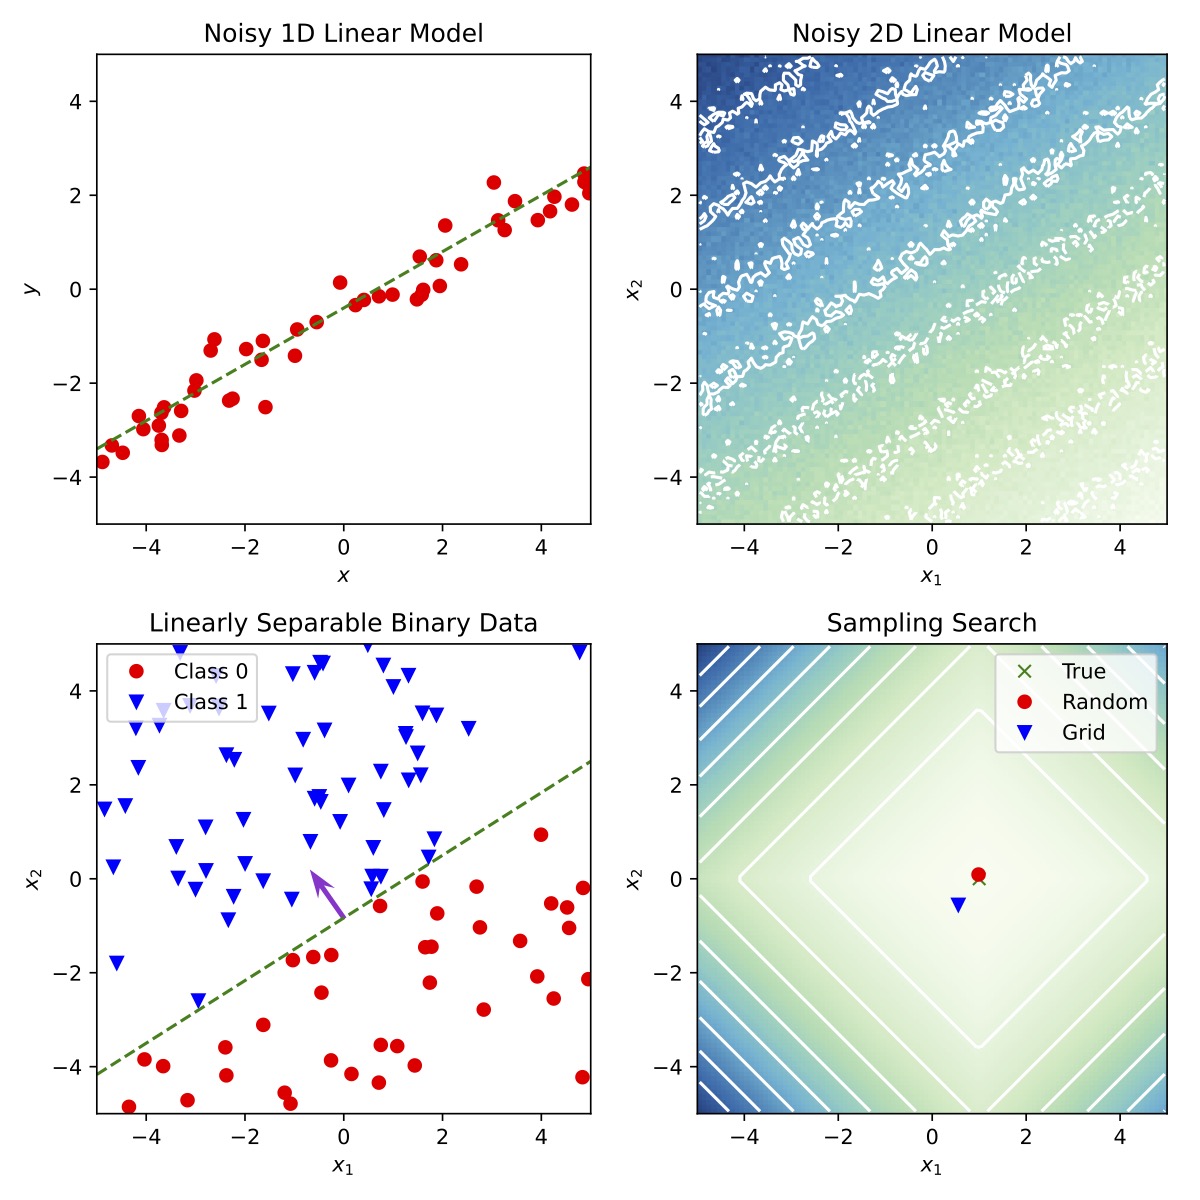 Noisy 1D Linear Model
4
2
0
−2
−4
y
−4 −2 0 2 4
x
Noisy 2D Linear Model
4
2
0
−2
−4
x2
−4 −2 0 2 4
x1
Linearly Separable Binary Data
Class 0
Class 1
4
2
0
−2
−4
x2
−4 −2 0 2 4
x1
Sampling Search
True
Random
Grid
4
2
0
−2
−4
x2
−4 −2 0 2 4
x1